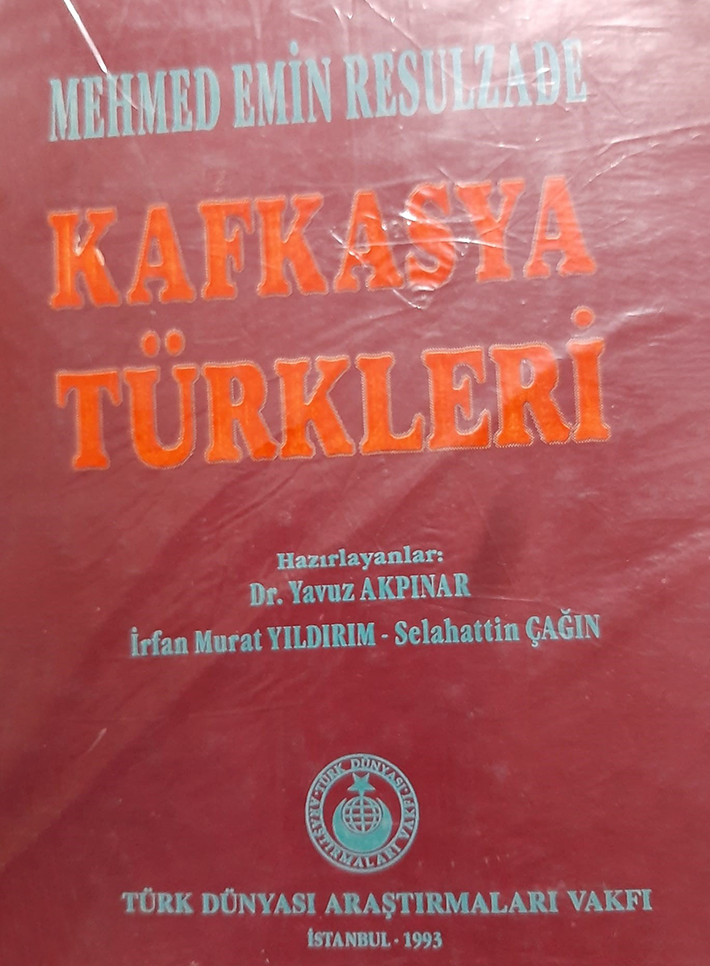 MEHMED EMİN RESULZADE
KAFKASYA
TÜRKLERİ
Hazırlayanlar:
Dr. Yavuz AKPINAR
İrfan Murat YILDIRIM - Selahattin ÇAĞIN
TÜRK DÜNYASI ARAŞTIRMALARI VAKFI
TÜRK DÜNYASI ARAŞTIRMALARI VAKFI
İSTANBUL - 1993